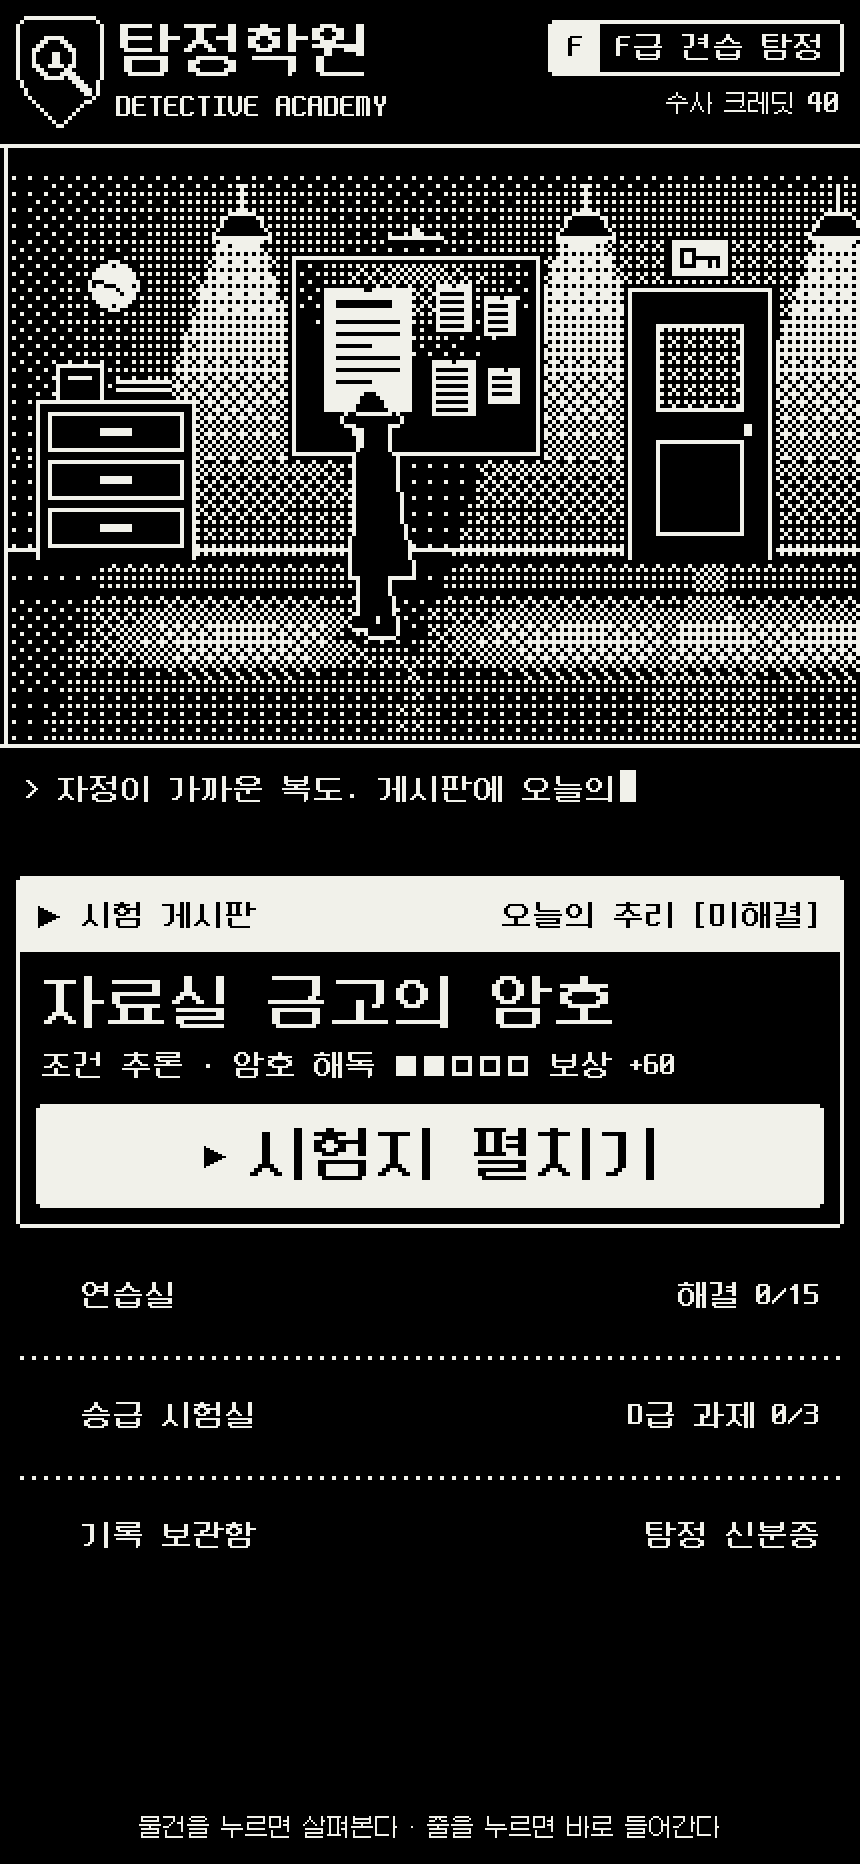 탐정학원
DETECTIVE ACADEMY
F F급 견습 탐정
수사 크레딧 40
> 자정이 가까운 복도. 게시판에 오늘의
▶ 시험 게시판 오늘의 추리 [미해결]
자료실 금고의 암호
조건 추론 · 암호 해독 ■■□□□ 보상 +60
▶ 시험지 펼치기
연습실 해결 0/15
승급 시험실 D급 과제 0/3
기록 보관함 탐정 신분증
물건을 누르면 살펴본다 · 줄을 누르면 바로 들어간다